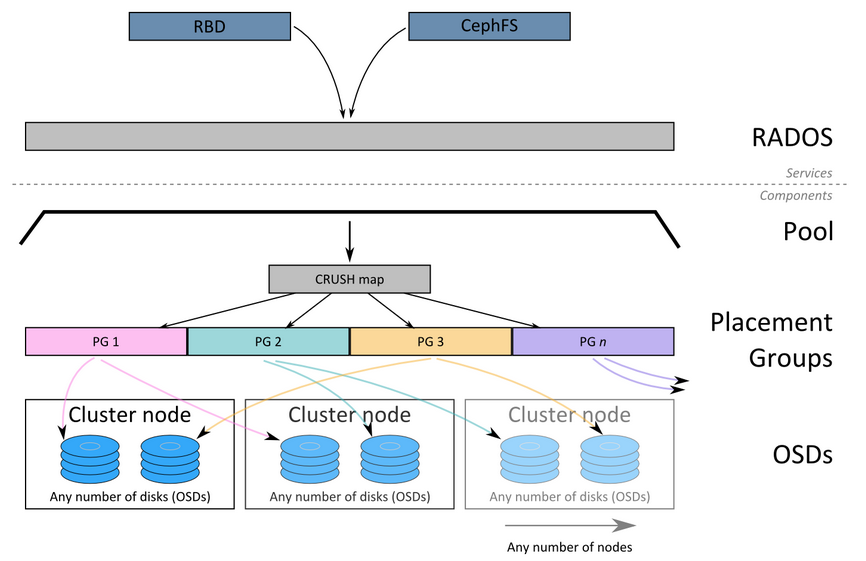 RBD
CephFS
RADOS
Services
Components
Pool
CRUSH map
Placement
Groups
PG 1
PG 2
PG 3
PG n
Cluster node
Cluster node
Cluster node
OSDs
Any number of disks (OSDs)
Any number of disks (OSDs)
Any number of disks (OSDs)
Any number of nodes